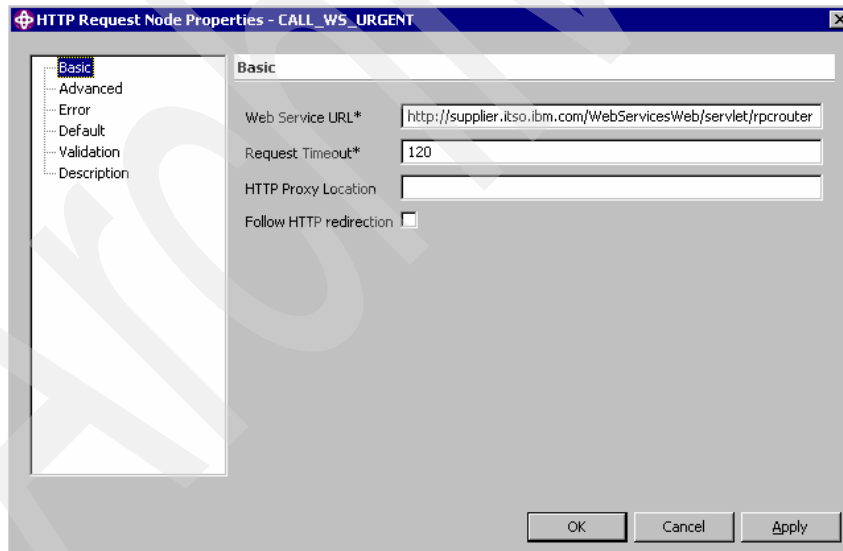 HTTP Request Node Properties - CALL_WS_URGENT
Basic
Advanced
Error
Default
Validation
Description
Basic
Web Service URL* http://supplier.itso.ibm.com/WebServicesWeb/servlet/rpcrouter
Request Timeout* 120
HTTP Proxy Location
Follow HTTP redirection
OK Cancel Apply